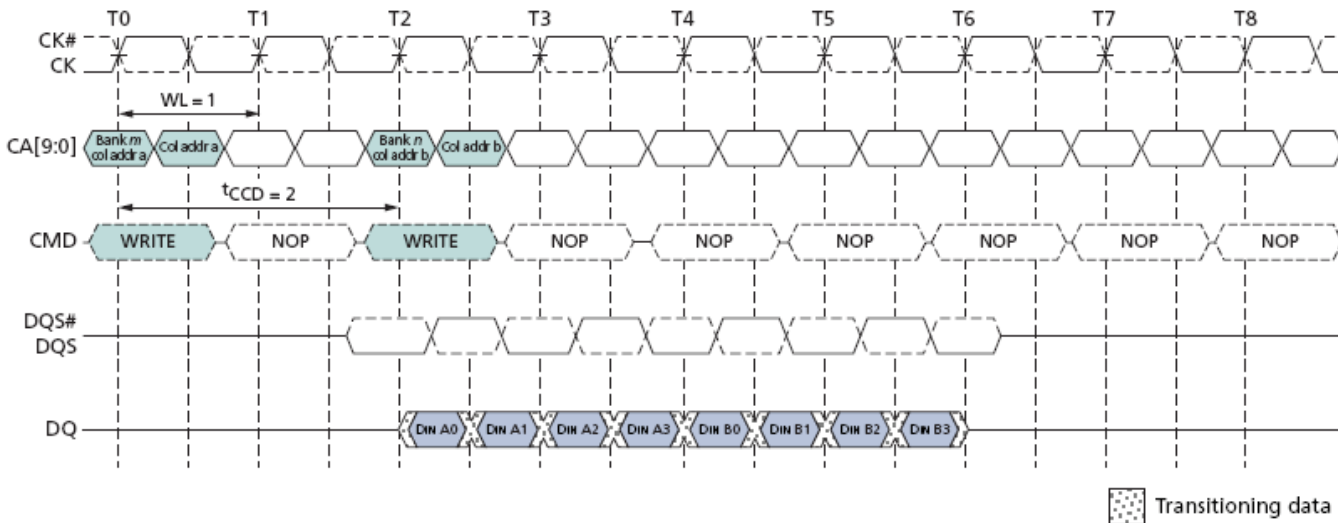 T0 T1 T2 T3 T4 T5 T6 T7 T8
CK#
CK
WL = 1
CA[9:0]
Bank m
col addr a
Col addr a
Bank n
col addr b
Col addr b
tCCD = 2
CMD WRITE NOP WRITE NOP NOP NOP NOP NOP NOP
DQS#
DQS
DQ DIN A0 DIN A1 DIN A2 DIN A3 DIN B0 DIN B1 DIN B2 DIN B3
Transitioning data